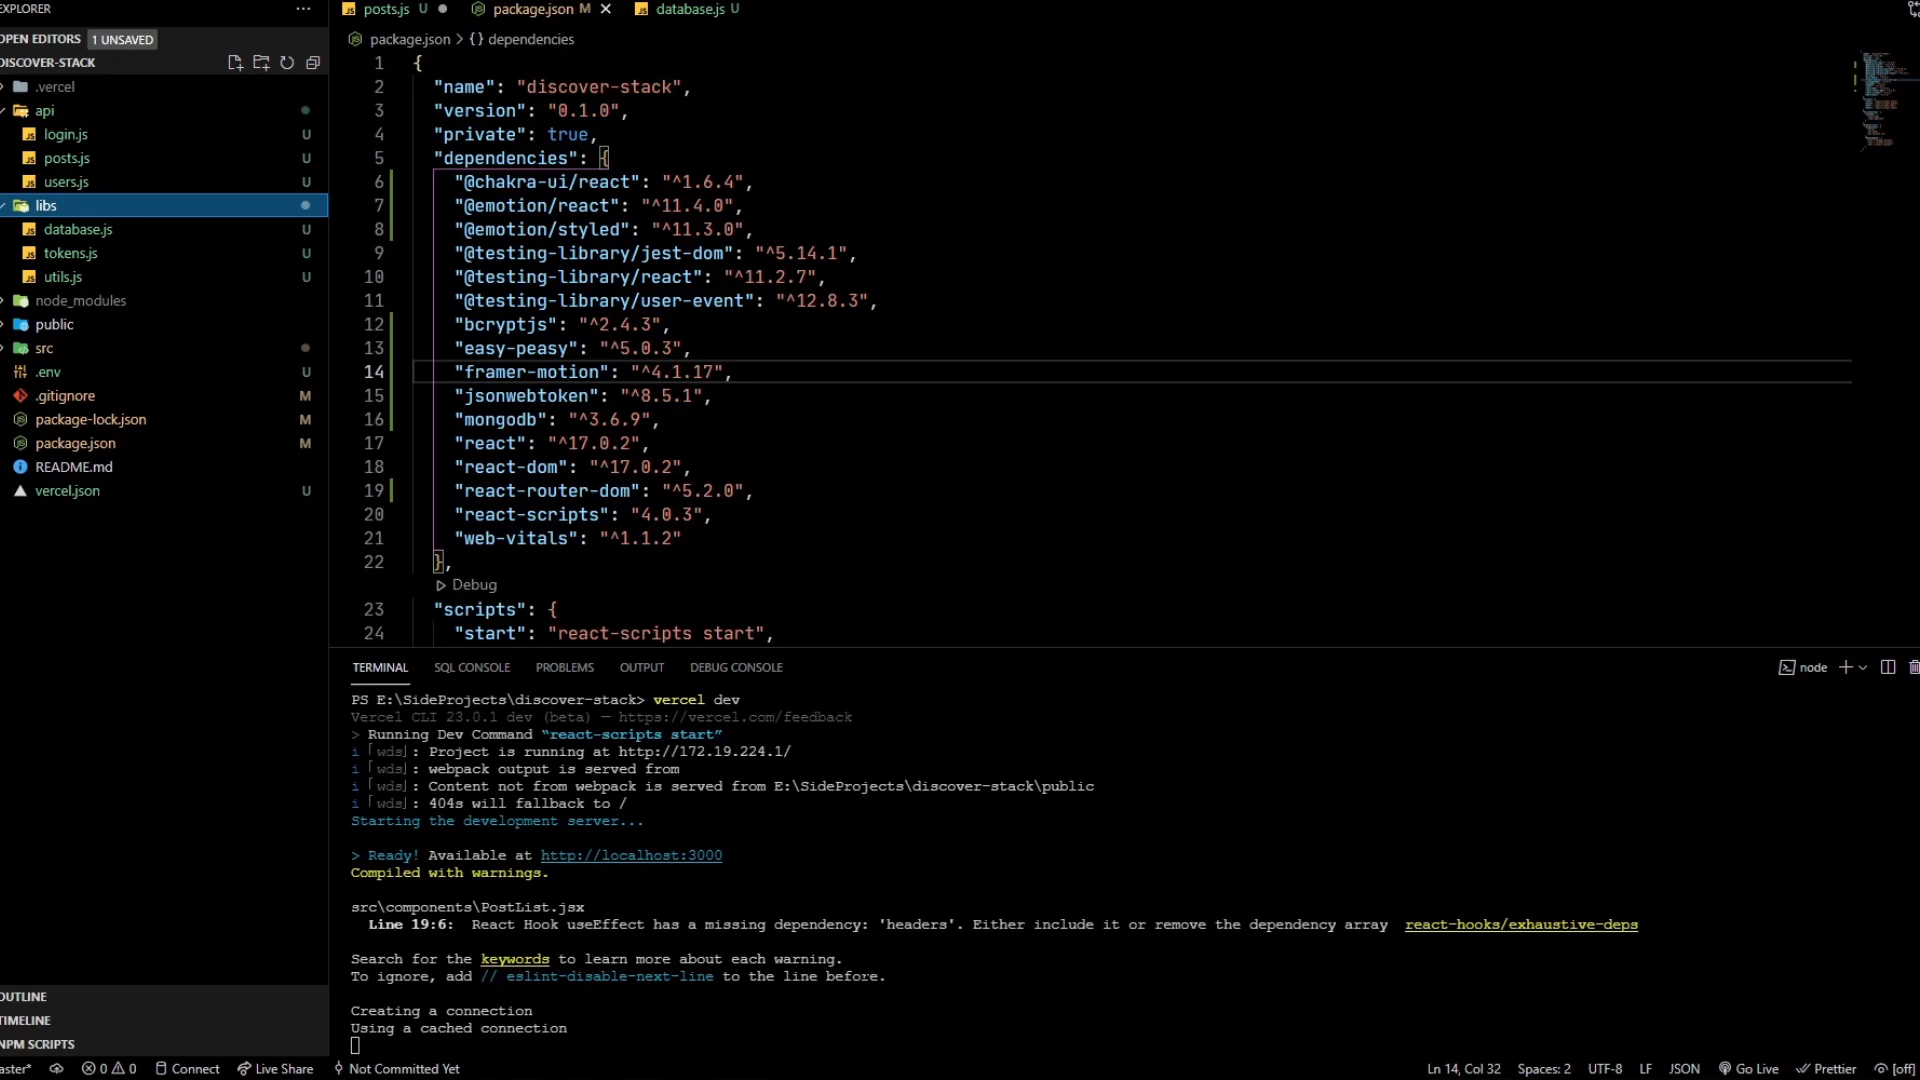 EXPLORER
OPEN EDITORS 1 UNSAVED
DISCOVER-STACK
.vercel
api
login.js U
posts.js U
users.js U
libs
database.js U
tokens.js U
utils.js U
node_modules
public
src
.env U
.gitignore M
package-lock.json M
package.json M
README.md
vercel.json U
OUTLINE
TIMELINE
NPM SCRIPTS
posts.js U package.json M database.js U
package.json > {} dependencies
1 {
2 "name": "discover-stack",
3 "version": "0.1.0",
4 "private": true,
5 "dependencies": {
6 "@chakra-ui/react": "^1.6.4",
7 "@emotion/react": "^11.4.0",
8 "@emotion/styled": "^11.3.0",
9 "@testing-library/jest-dom": "^5.14.1",
10 "@testing-library/react": "^11.2.7",
11 "@testing-library/user-event": "^12.8.3",
12 "bcryptjs": "^2.4.3",
13 "easy-peasy": "^5.0.3",
14 "framer-motion": "^4.1.17",
15 "jsonwebtoken": "^8.5.1",
16 "mongodb": "^3.6.9",
17 "react": "^17.0.2",
18 "react-dom": "^17.0.2",
19 "react-router-dom": "^5.2.0",
20 "react-scripts": "4.0.3",
21 "web-vitals": "^1.1.2"
22 },
Debug
23 "scripts": {
24 "start": "react-scripts start",
TERMINAL SQL CONSOLE PROBLEMS OUTPUT DEBUG CONSOLE node
PS E:\SideProjects\discover-stack> vercel dev
Vercel CLI 23.0.1 dev (beta) — https://vercel.com/feedback
> Running Dev Command “react-scripts start”
i ｢wds｣: Project is running at http://172.19.224.1/
i ｢wds｣: webpack output is served from
i ｢wds｣: Content not from webpack is served from E:\SideProjects\discover-stack\public
i ｢wds｣: 404s will fallback to /
Starting the development server...
> Ready! Available at http://localhost:3000
Compiled with warnings.
src\components\PostList.jsx
Line 19:6: React Hook useEffect has a missing dependency: 'headers'. Either include it or remove the dependency array react-hooks/exhaustive-deps
Search for the keywords to learn more about each warning.
To ignore, add // eslint-disable-next-line to the line before.
Creating a connection
Using a cached connection
aster* 0 0 Connect Live Share Not Committed Yet Ln 14, Col 32 Spaces: 2 UTF-8 LF JSON Go Live Prettier [off]